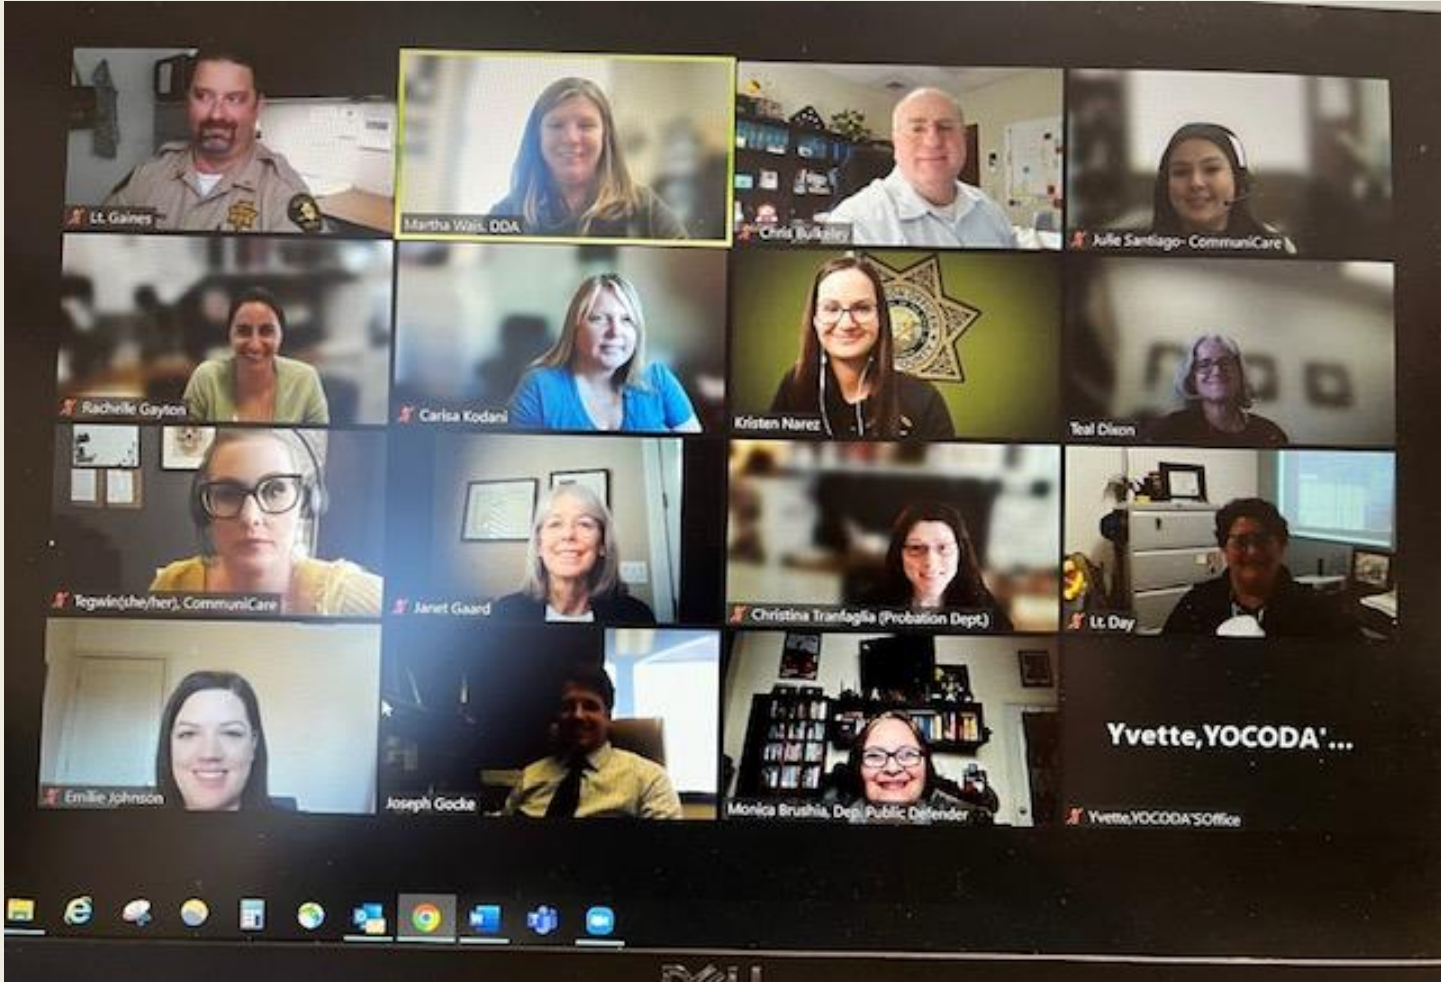 Lt. Gaines
Martha Wais, DDA
Chris Bulkeley
Julie Santiago- CommuniCare
Rachelle Gayton
Carisa Kodani
Kristen Narez
Teal Dixon
Tegwin(she/her), CommuniCare
Janet Gaard
Christina Tranfaglia (Probation Dept.)
Lt. Day
Emilie Johnson
Joseph Gocke
Monica Brushia, Dep. Public Defender
Yvette,YOCODA'...
Yvette,YOCODA'SOffice
DELL